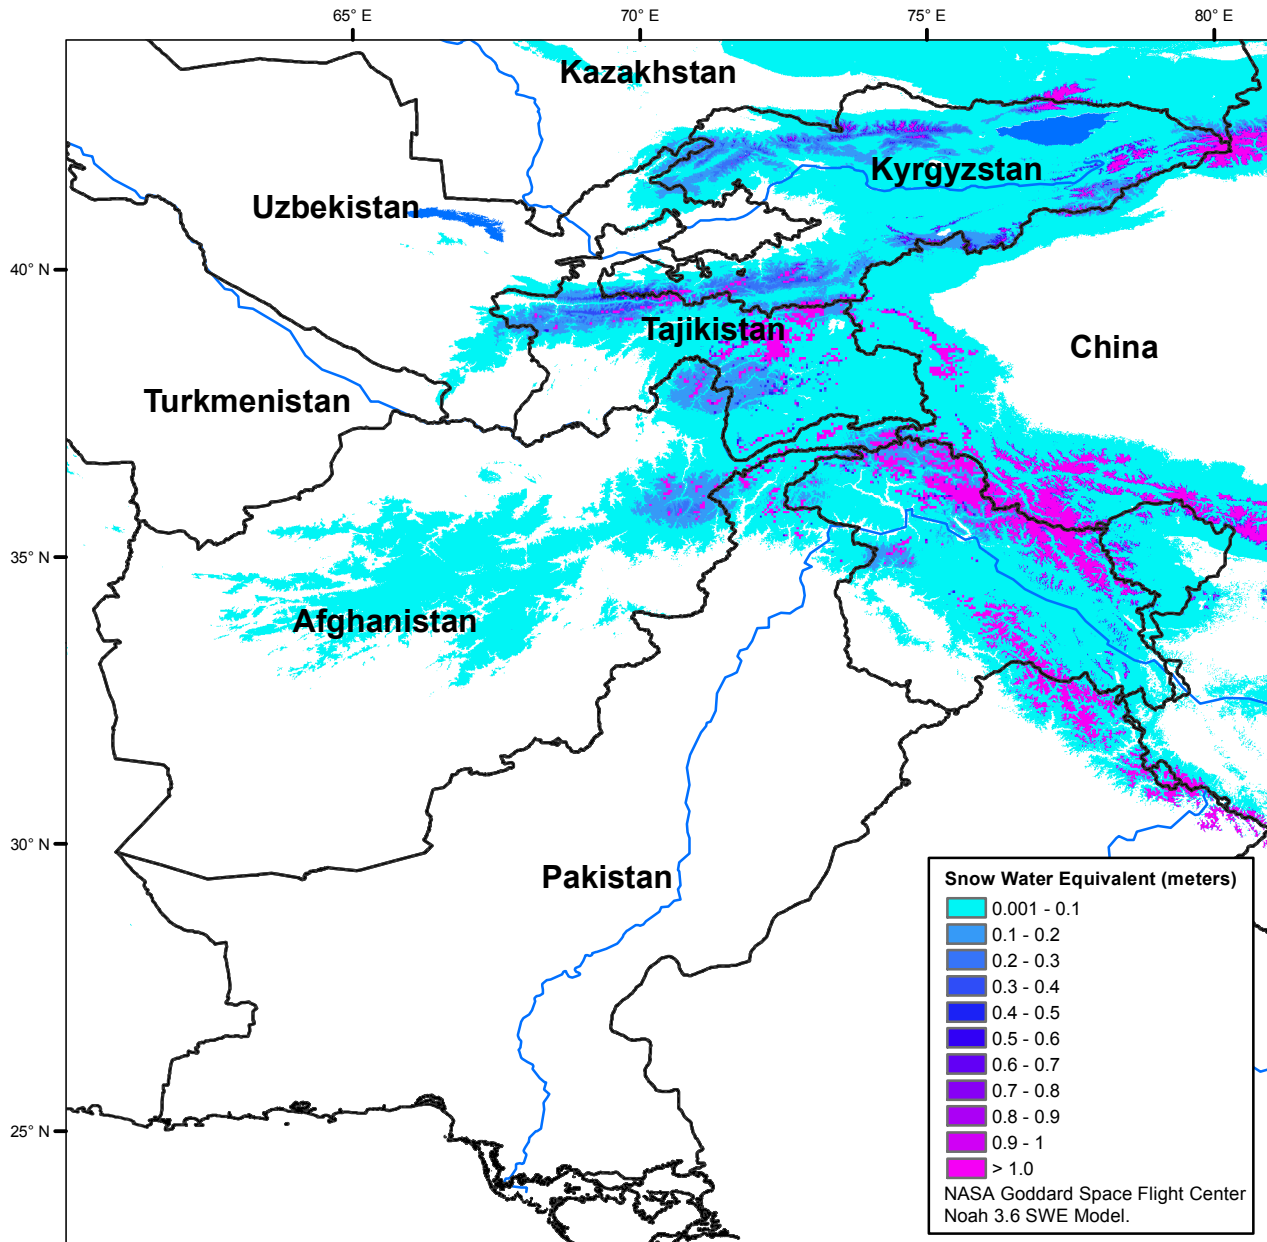 65° E
70° E
75° E
80° E
Kazakhstan
Kyrgyzstan
Uzbekistan
40° N
Tajikistan
China
Turkmenistan
35° N
Afghanistan
30° N
Pakistan
25° N
Snow Water Equivalent (meters)
0.001 - 0.1
0.1 - 0.2
0.2 - 0.3
0.3 - 0.4
0.4 - 0.5
0.5 - 0.6
0.6 - 0.7
0.7 - 0.8
0.8 - 0.9
0.9 - 1
> 1.0
NASA Goddard Space Flight Center
Noah 3.6 SWE Model.